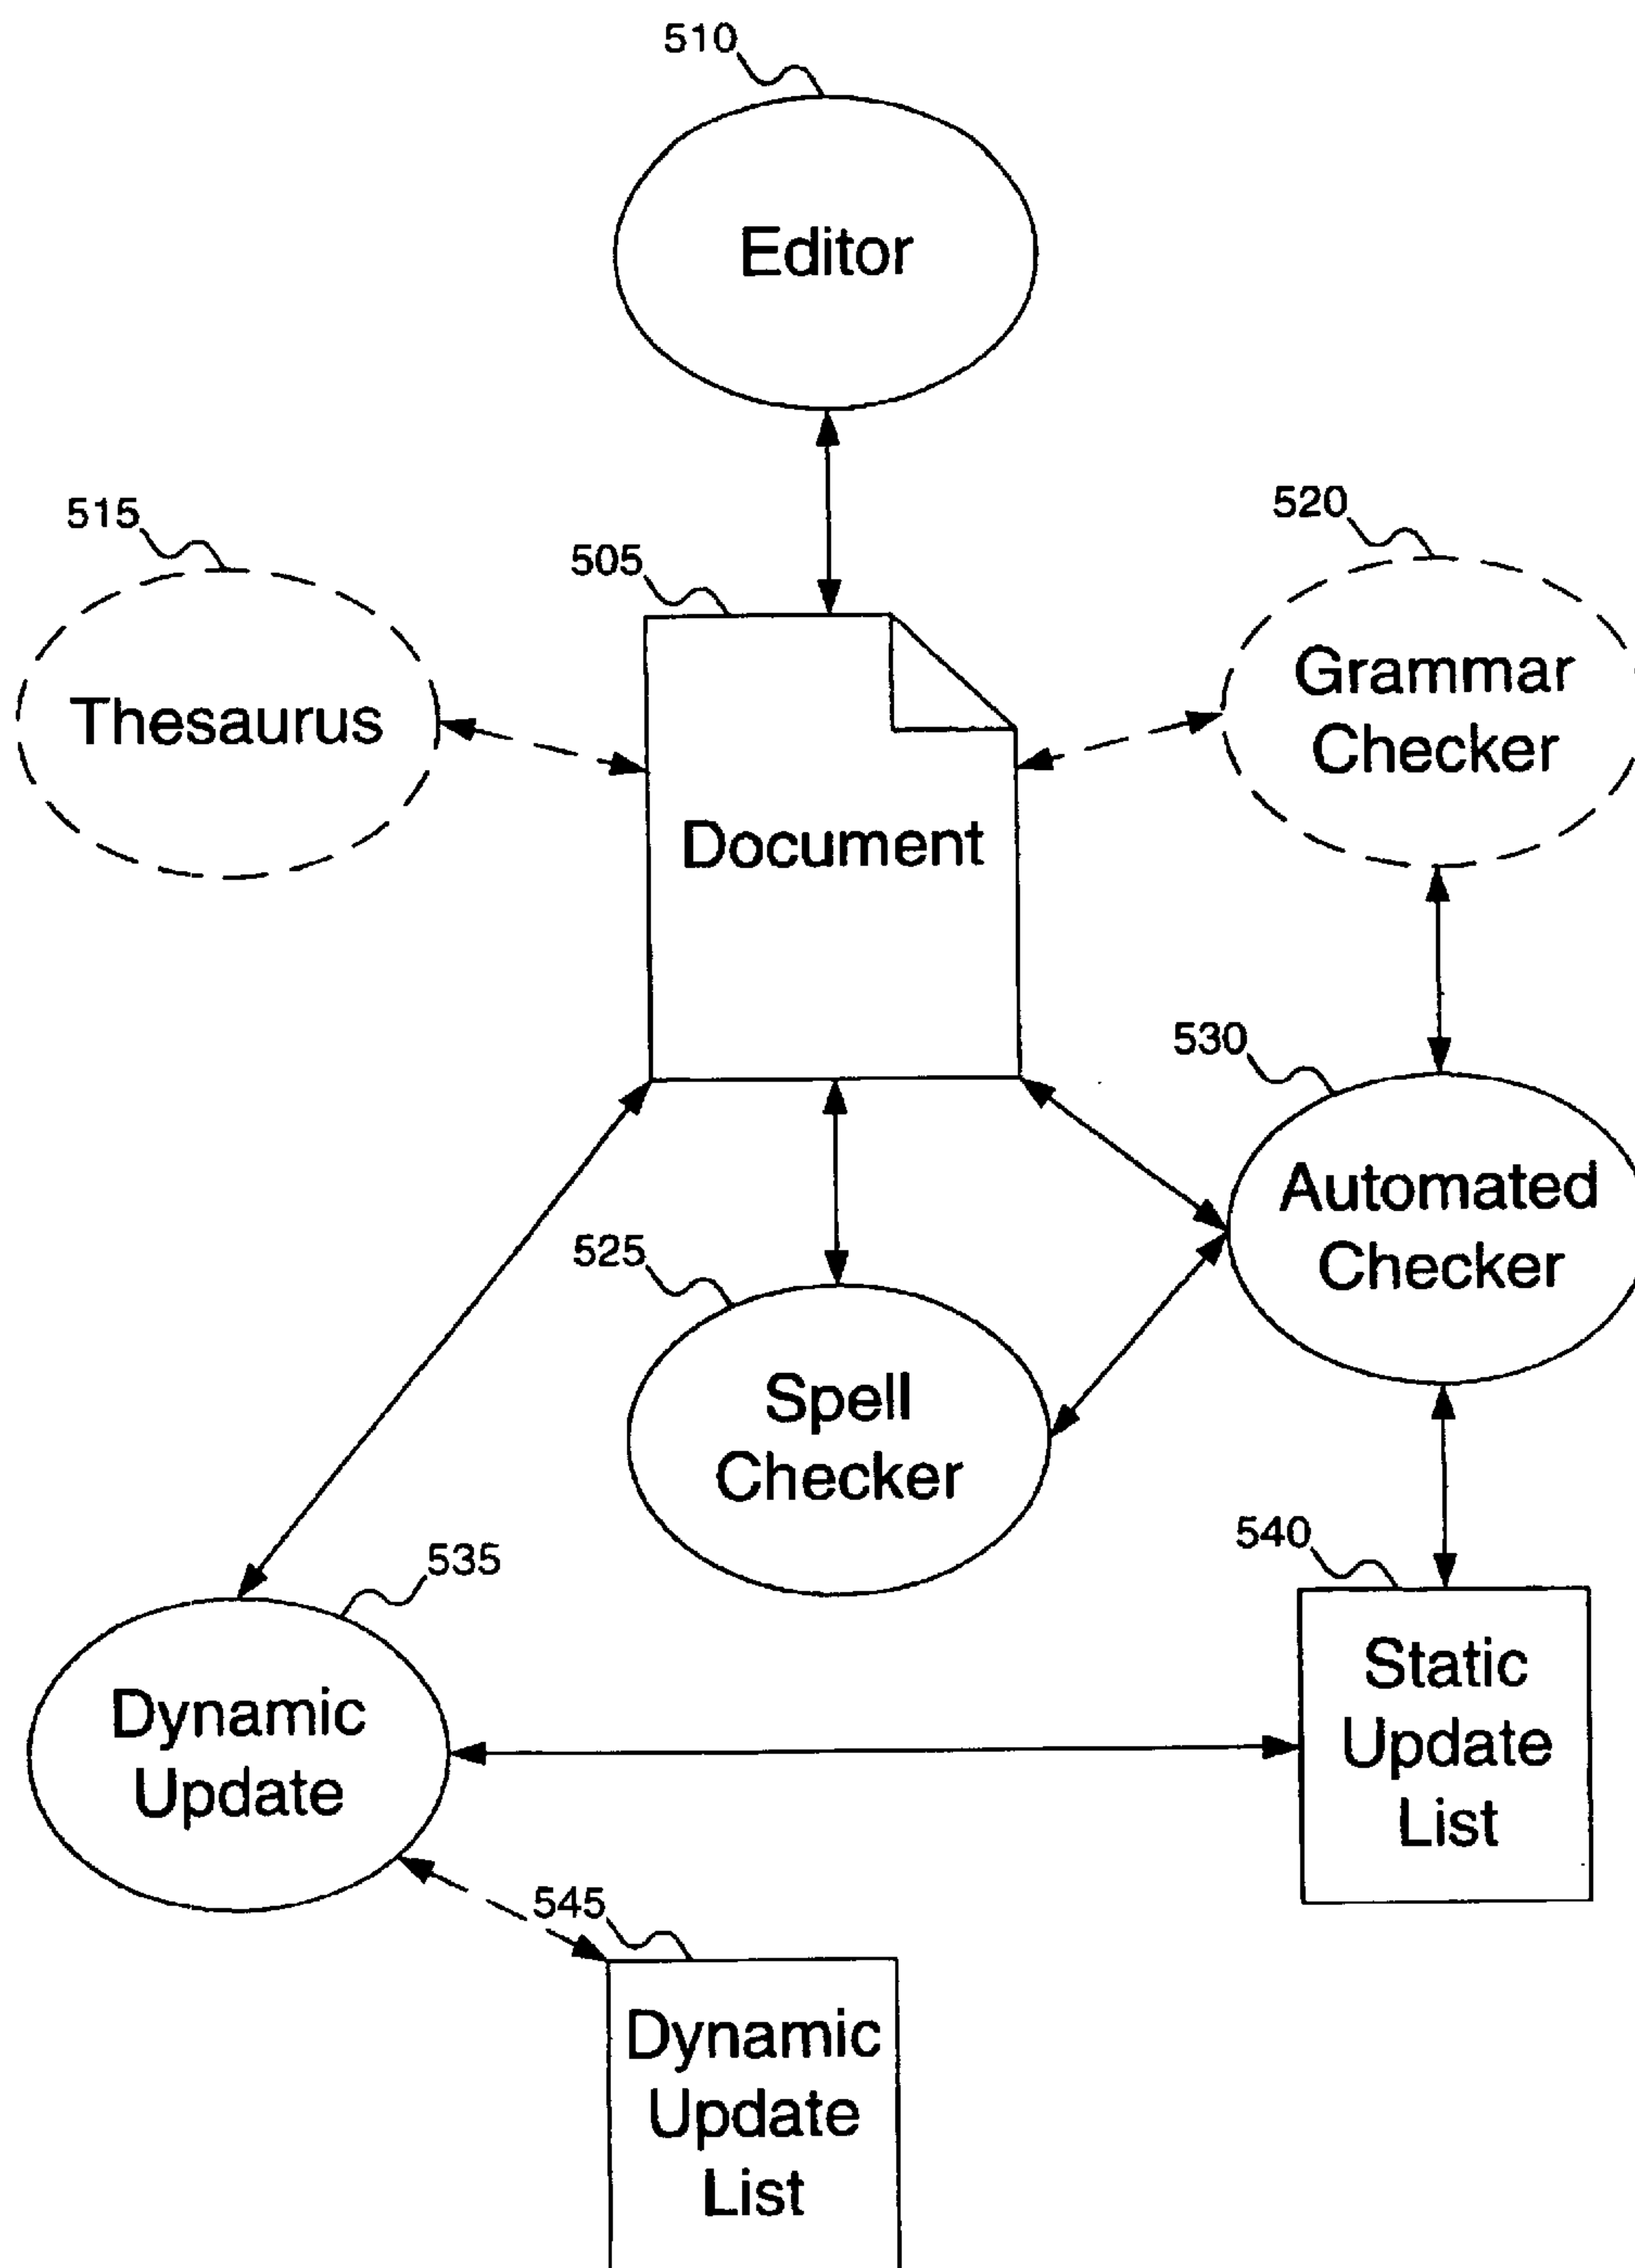 510
Editor
515
520
505
Thesaurus
Grammar
Checker
Document
530
Automated
Checker
525
Spell
Checker
540
535
Static
Update
List
Dynamic
Update
545
Dynamic
Update
List